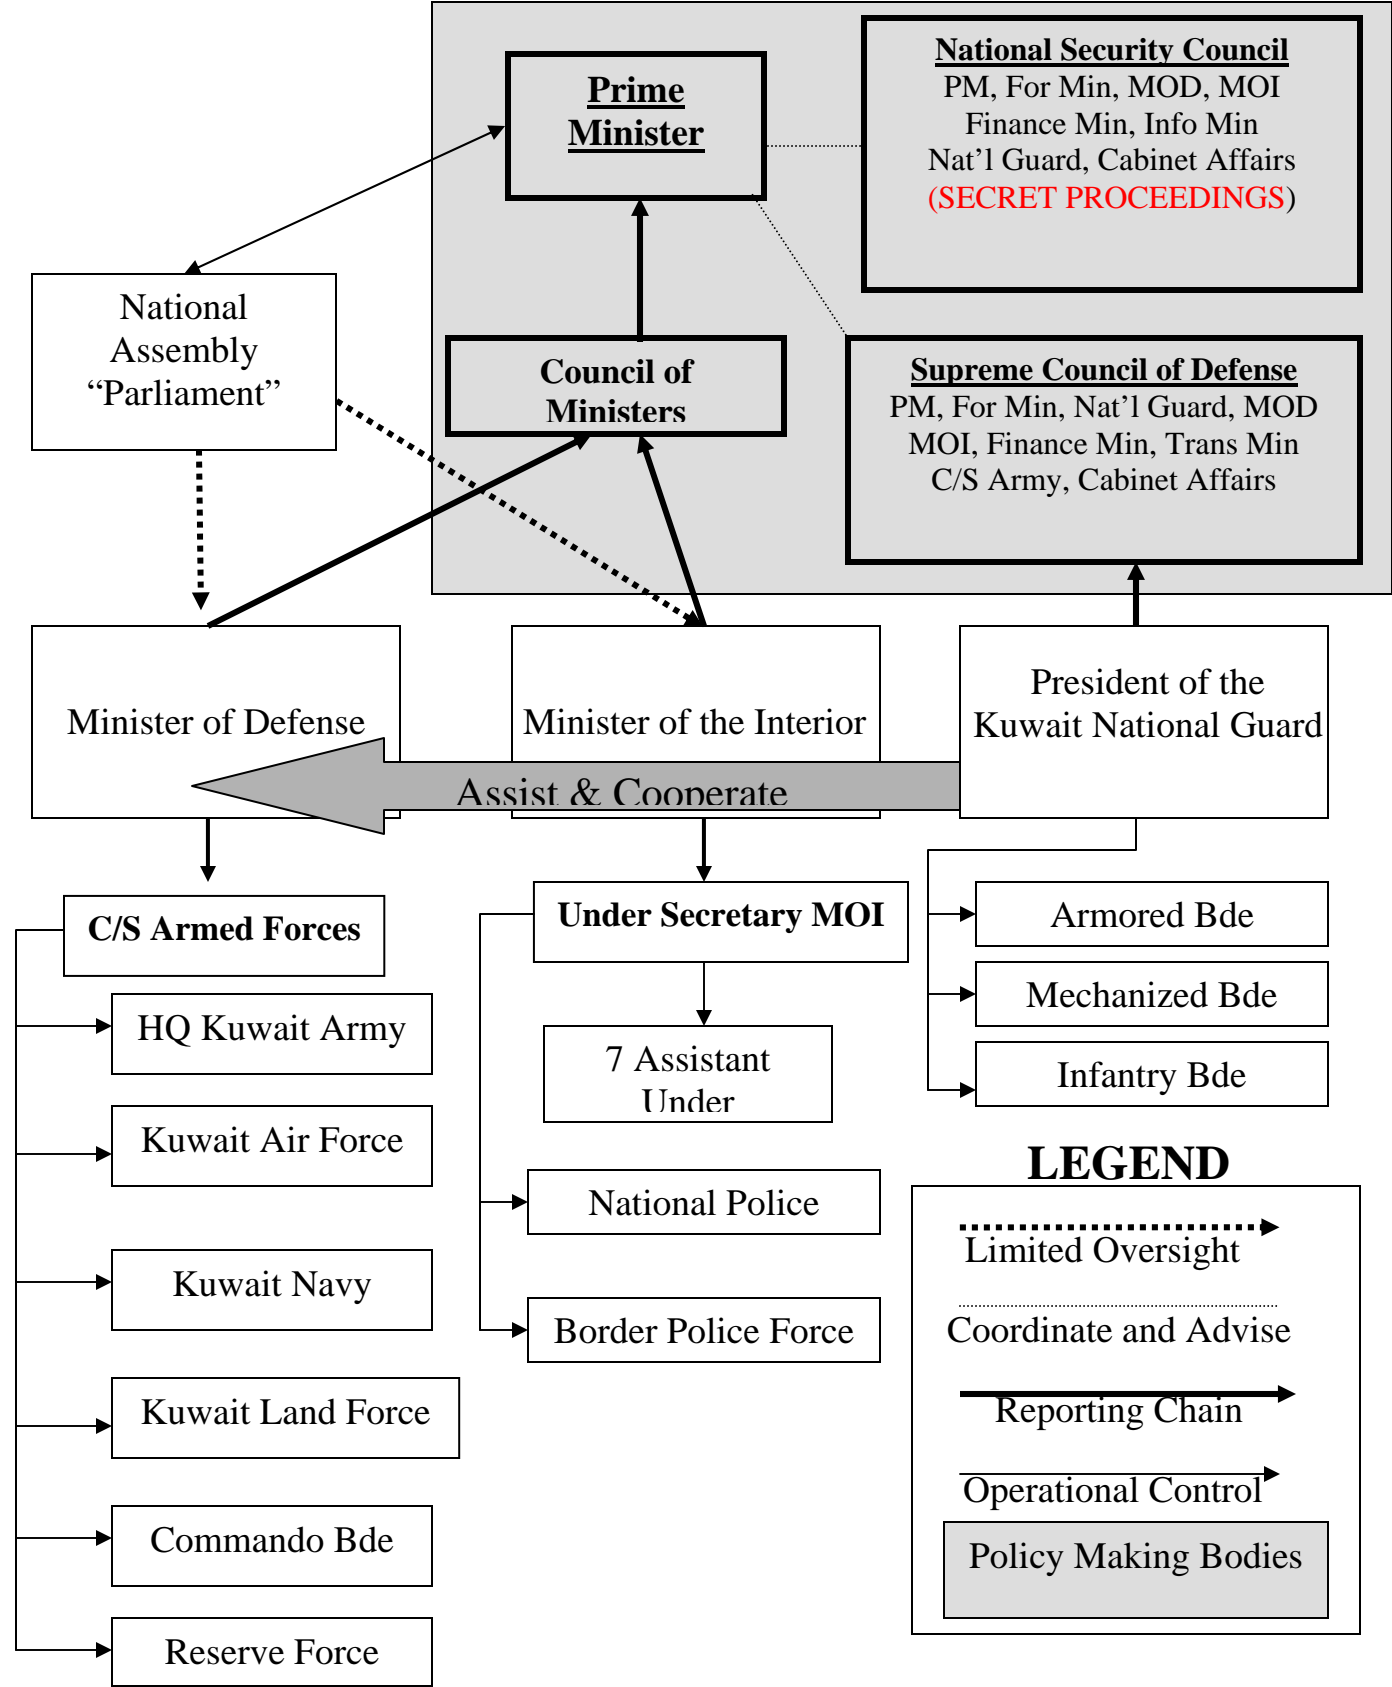 Prime
Minister
National Security Council
PM, For Min, MOD, MOI
Finance Min, Info Min
Nat’l Guard, Cabinet Affairs
(SECRET PROCEEDINGS)
National
Assembly
“Parliament”
Council of
Ministers
Supreme Council of Defense
PM, For Min, Nat’l Guard, MOD
MOI, Finance Min, Trans Min
C/S Army, Cabinet Affairs
Minister of Defense
Minister of the Interior
President of the
Kuwait National Guard
Assist & Cooperate
C/S Armed Forces
HQ Kuwait Army
Kuwait Air Force
Kuwait Navy
Kuwait Land Force
Commando Bde
Reserve Force
Under Secretary MOI
7 Assistant
Under
National Police
Border Police Force
Armored Bde
Mechanized Bde
Infantry Bde
LEGEND
Limited Oversight
Coordinate and Advise
Reporting Chain
Operational Control
Policy Making Bodies